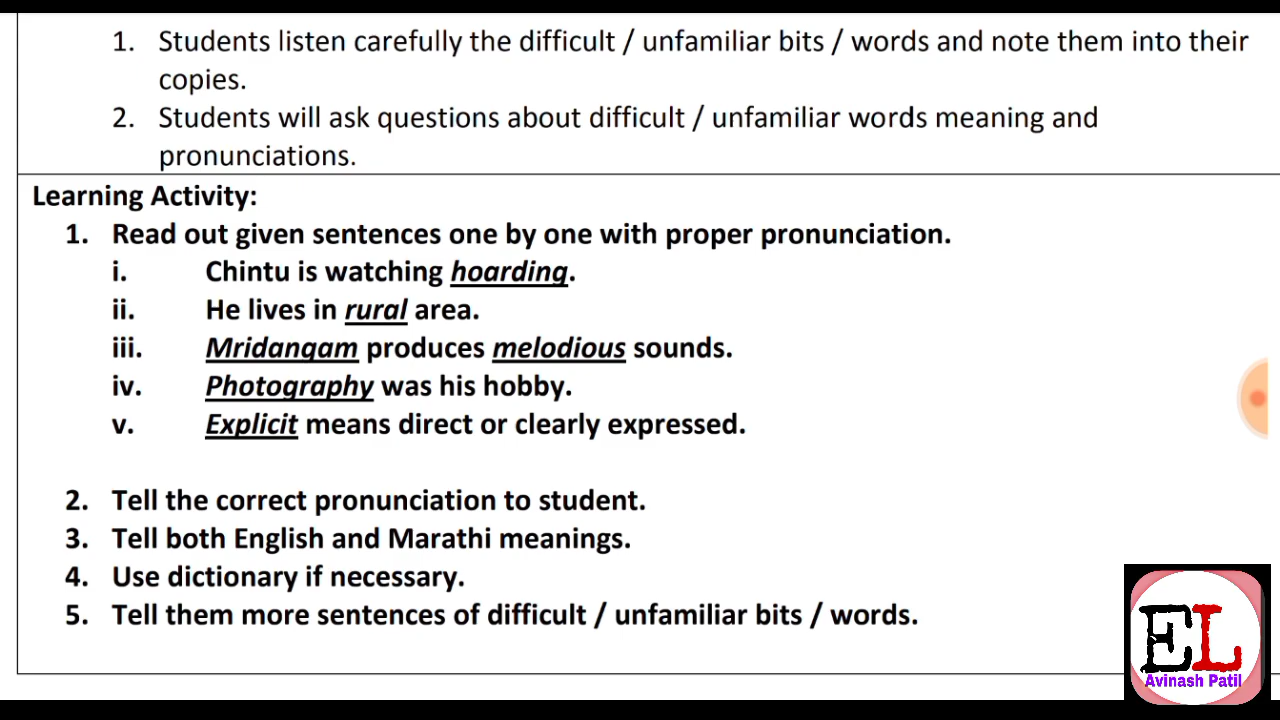 1. Students listen carefully the difficult / unfamiliar bits / words and note them into their
copies.
2. Students will ask questions about difficult / unfamiliar words meaning and
pronunciations.
Learning Activity:
1. Read out given sentences one by one with proper pronunciation.
i. Chintu is watching hoarding.
ii. He lives in rural area.
iii. Mridangam produces melodious sounds.
iv. Photography was his hobby.
v. Explicit means direct or clearly expressed.
2. Tell the correct pronunciation to student.
3. Tell both English and Marathi meanings.
4. Use dictionary if necessary.
5. Tell them more sentences of difficult / unfamiliar bits / words.
EL
Avinash Patil